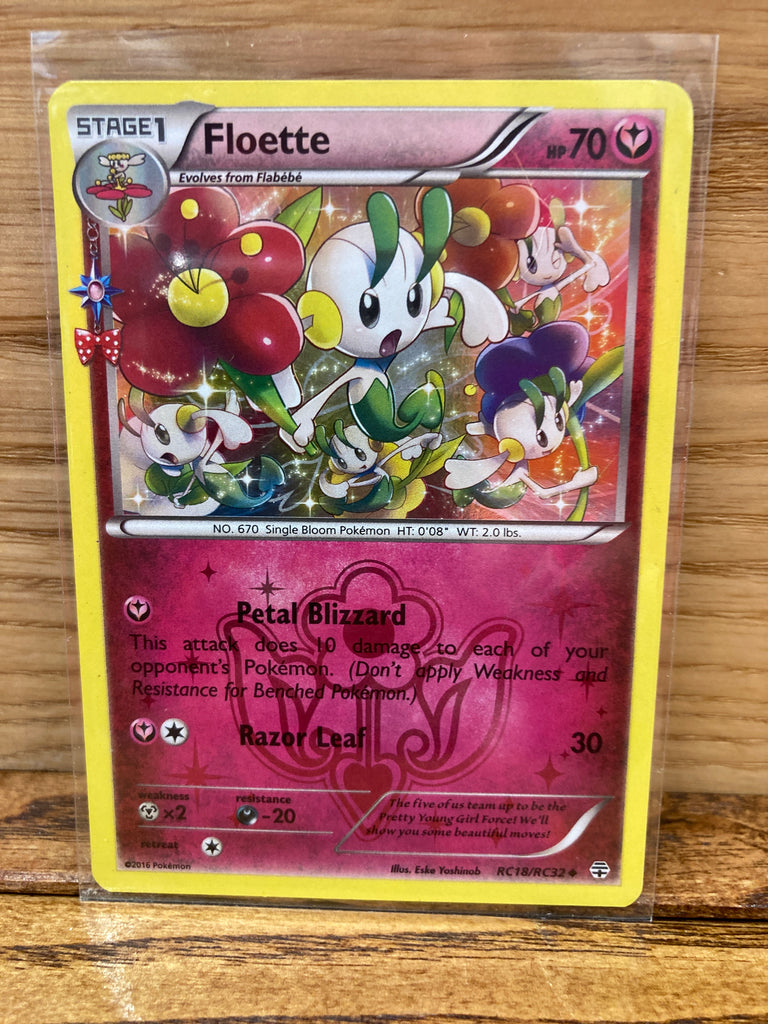 STAGE1
Floette
HP70
Evolves from Flabébé
NO. 670 Single Bloom Pokémon HT: 0'08" WT: 2.0 lbs.
Petal Blizzard
This attack does 10 damage to each of your
opponent's Pokémon. (Don't apply Weakness and
Resistance for Benched Pokémon.)
Razor Leaf 30
weakness
×2
resistance
-20
retreat
The five of us team up to be the
Pretty Young Girl Force! We'll
show you some beautiful moves!
©2016 Pokémon
Illus. Eske Yoshinob
RC18/RC32